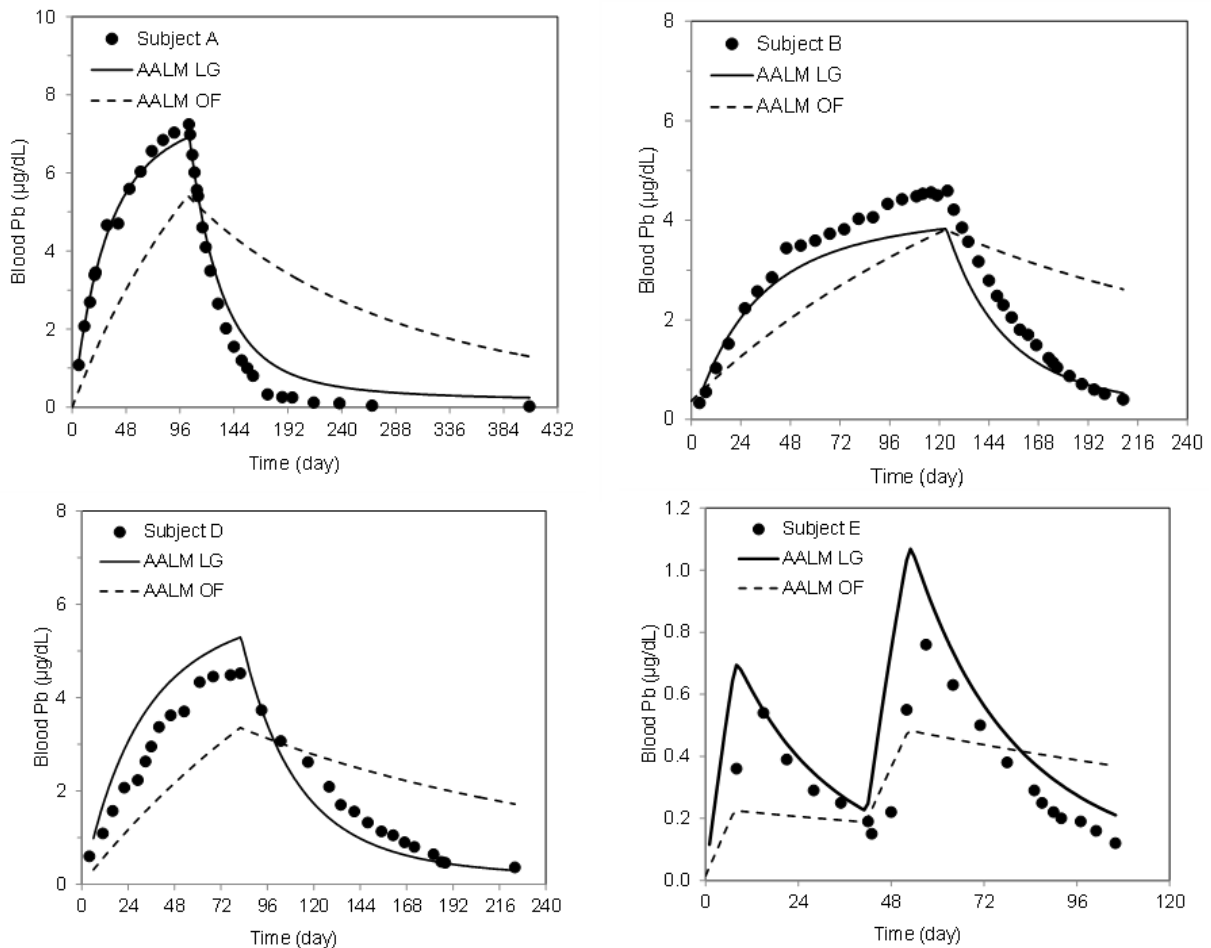 10
8
6
4
2
0
Blood Pb (µg/dL)
Subject A
AALM LG
AALM OF
0 48 96 144 192 240 288 336 384 432
Time (day)
8
6
4
2
0
Blood Pb (µg/dL)
Subject B
AALM LG
AALM OF
0 24 48 72 96 120 144 168 192 216 240
Time (day)
8
6
4
2
0
Blood Pb (µg/dL)
Subject D
AALM LG
AALM OF
0 24 48 72 96 120 144 168 192 216 240
Time (day)
1.2
1.0
0.8
0.6
0.4
0.2
0.0
Blood Pb (µg/dL)
Subject E
AALM LG
AALM OF
0 24 48 72 96 120
Time (day)